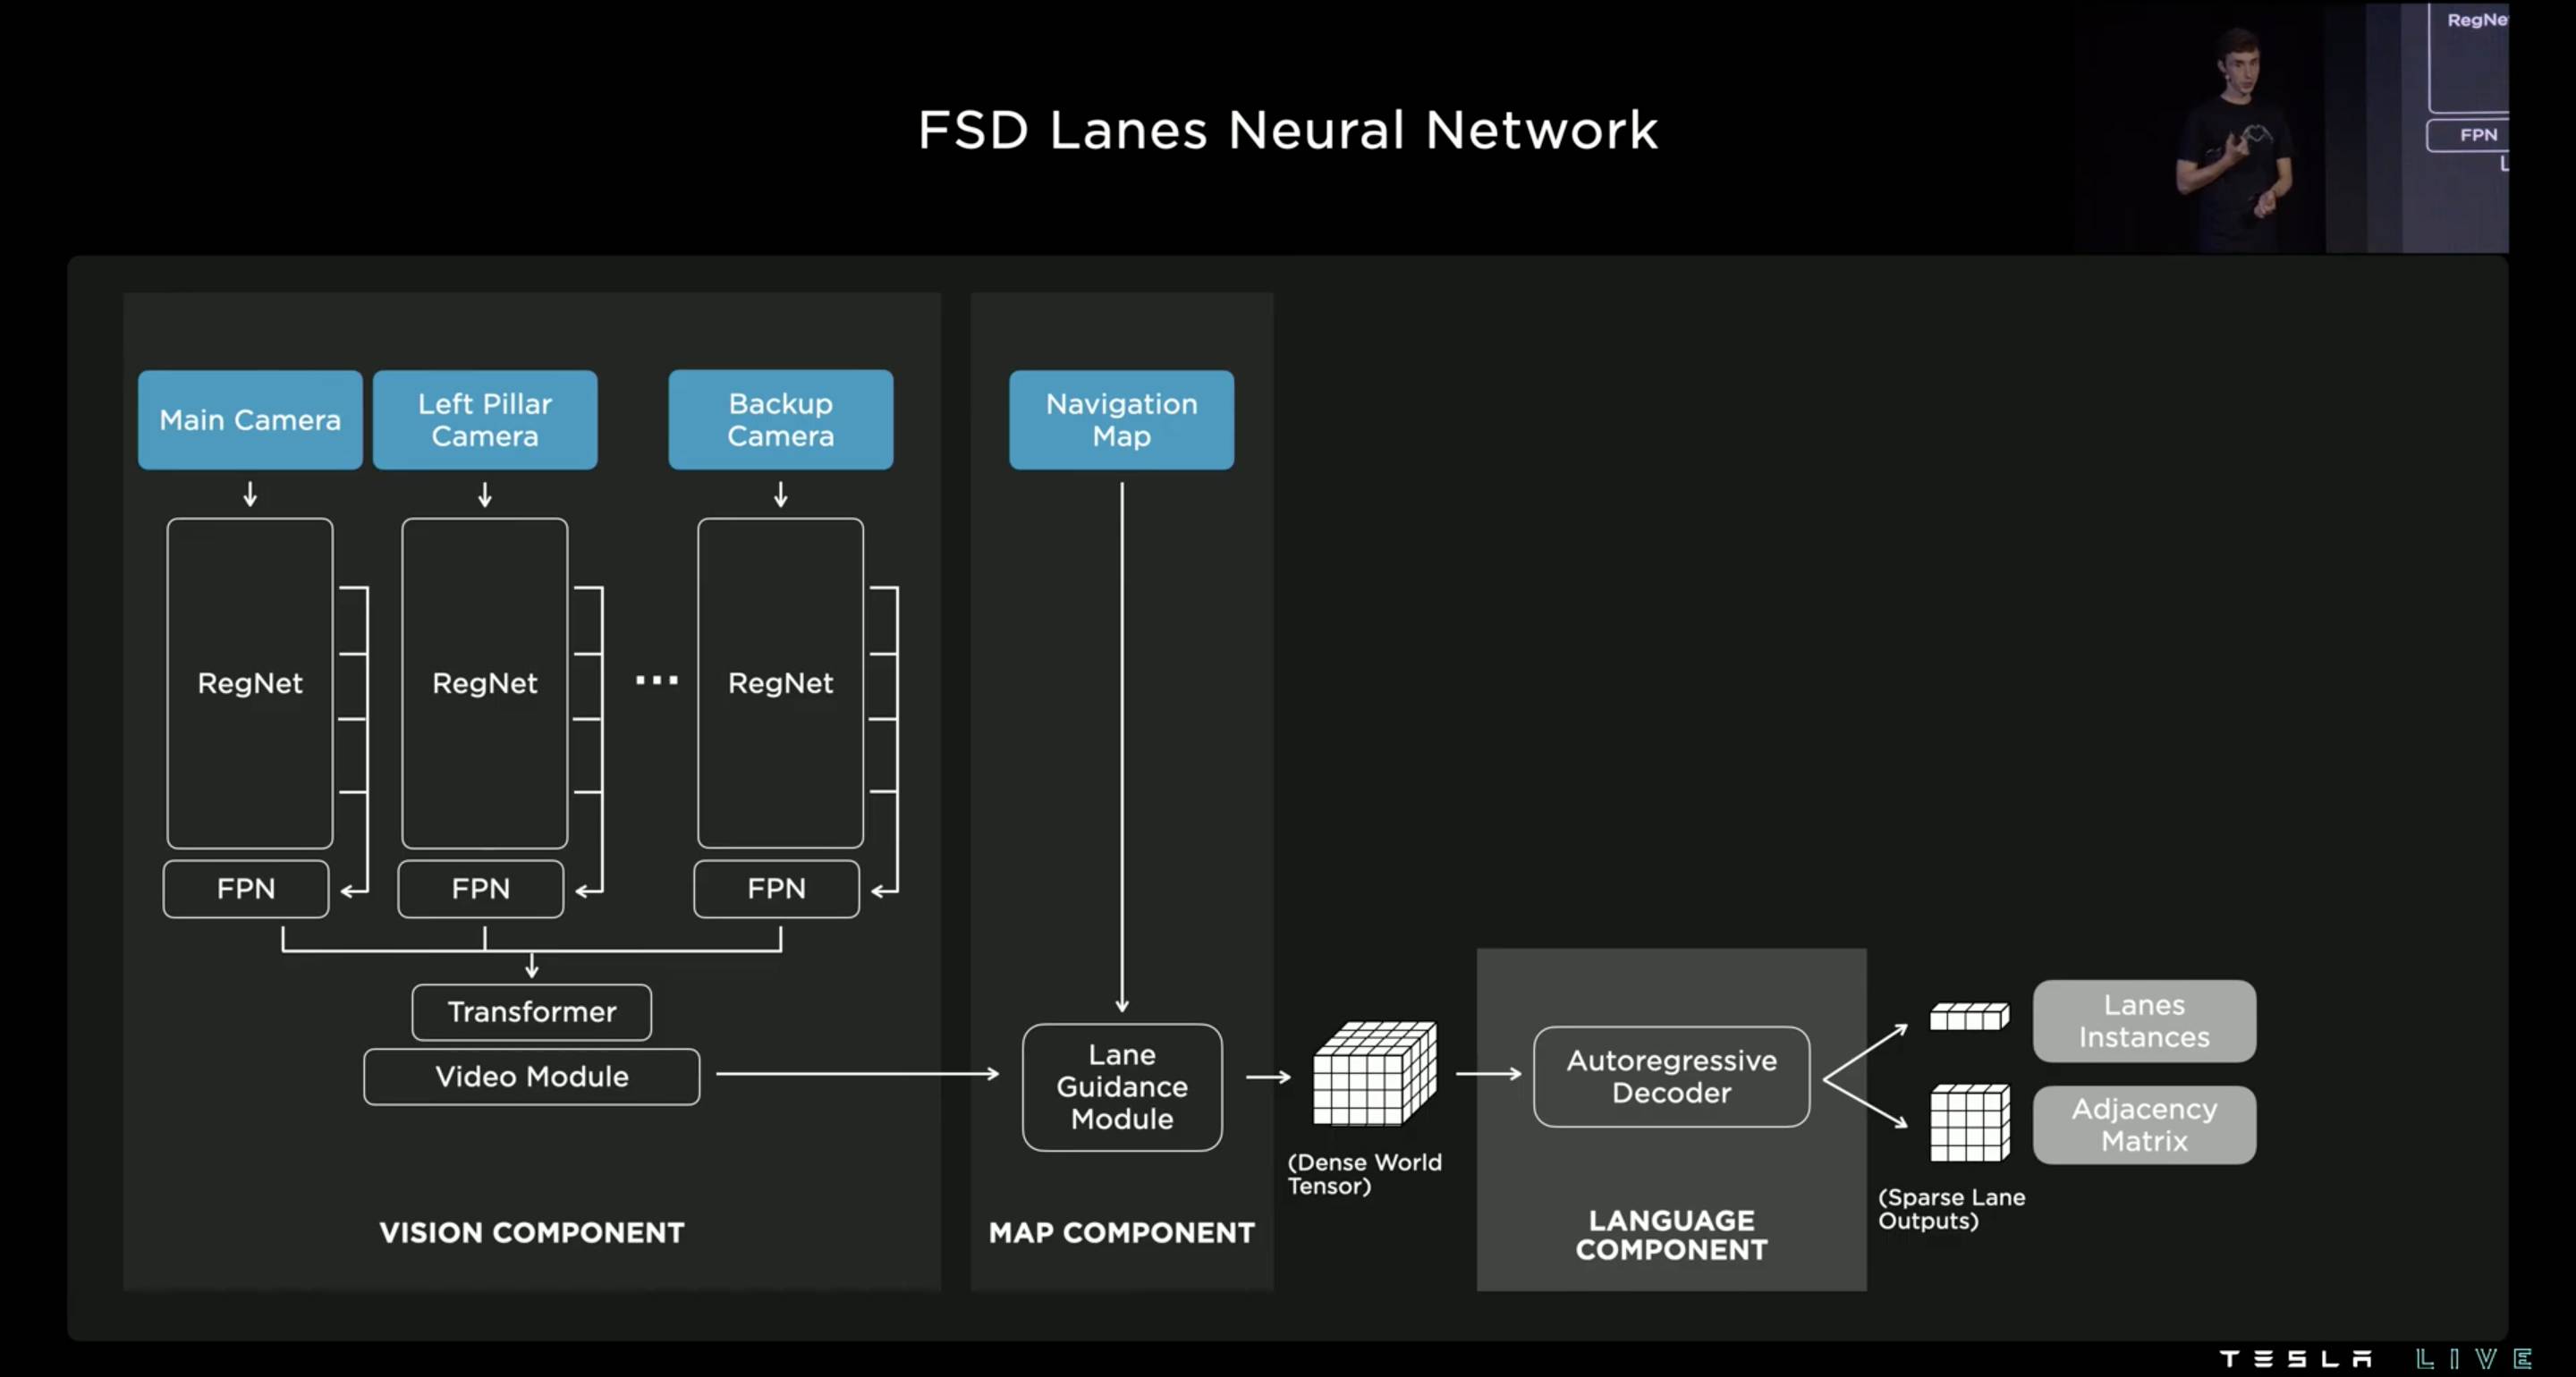 FSD Lanes Neural Network
RegNe
FPN
L
Main Camera
Left Pillar
Camera
Backup
Camera
Navigation
Map
RegNet
RegNet
...
RegNet
FPN
FPN
FPN
Transformer
Video Module
Lane
Guidance
Module
(Dense World
Tensor)
Autoregressive
Decoder
Lanes
Instances
Adjacency
Matrix
(Sparse Lane
Outputs)
VISION COMPONENT
MAP COMPONENT
LANGUAGE
COMPONENT
TESLA LIVE